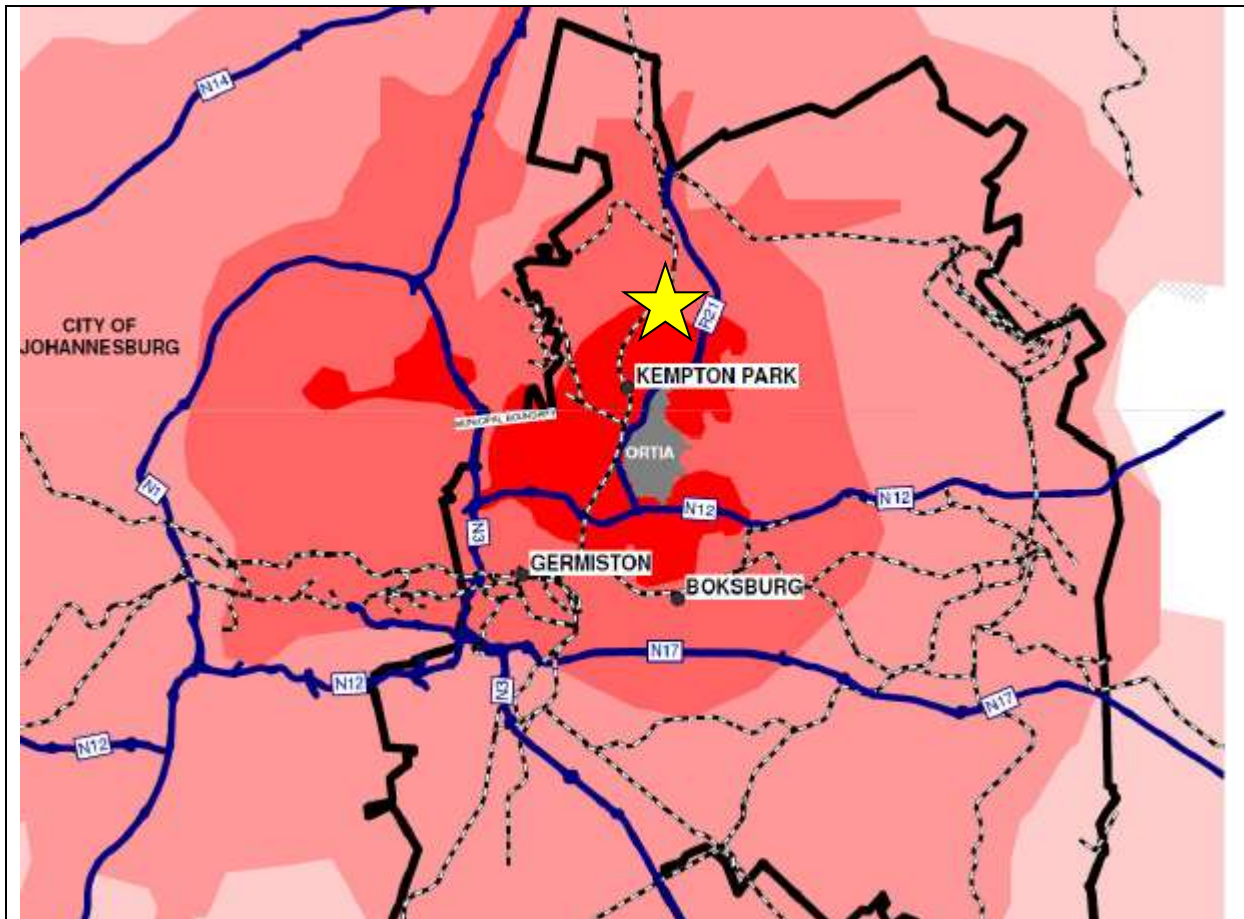 N14
R21
CITY OF
JOHANNESBURG
KEMPTON PARK
MUNICIPAL BOUNDARY
ORTIA
N1
N12
N12
N3
GERMISTON
BOKSBURG
N17
N12
N3
N17
N12